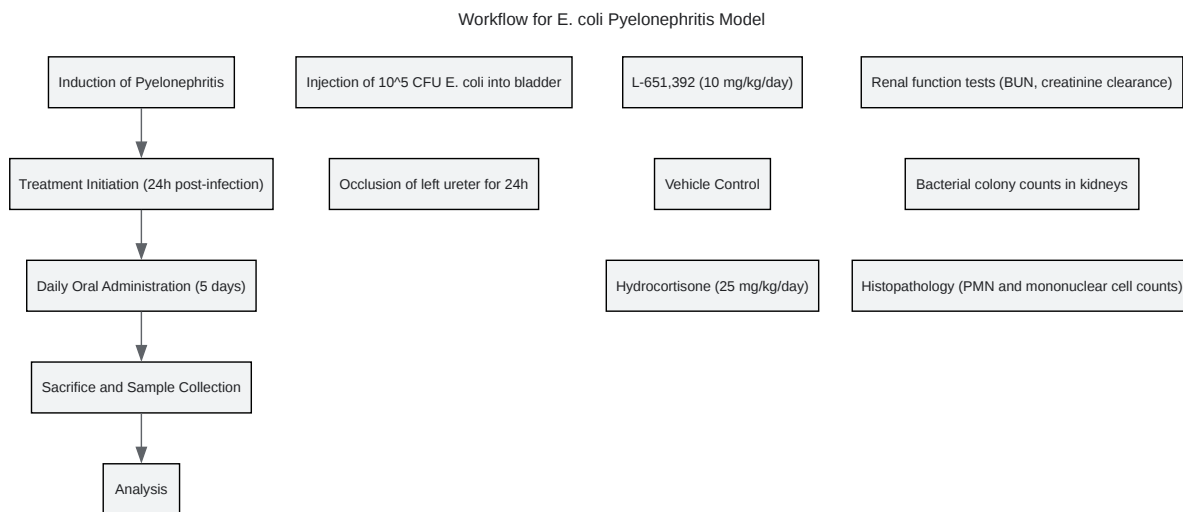 Workflow for E. coli Pyelonephritis Model
Induction of Pyelonephritis
Injection of 10^5 CFU E. coli into bladder
L-651,392 (10 mg/kg/day)
Renal function tests (BUN, creatinine clearance)
Treatment Initiation (24h post-infection)
Occlusion of left ureter for 24h
Vehicle Control
Bacterial colony counts in kidneys
Daily Oral Administration (5 days)
Hydrocortisone (25 mg/kg/day)
Histopathology (PMN and mononuclear cell counts)
Sacrifice and Sample Collection
Analysis